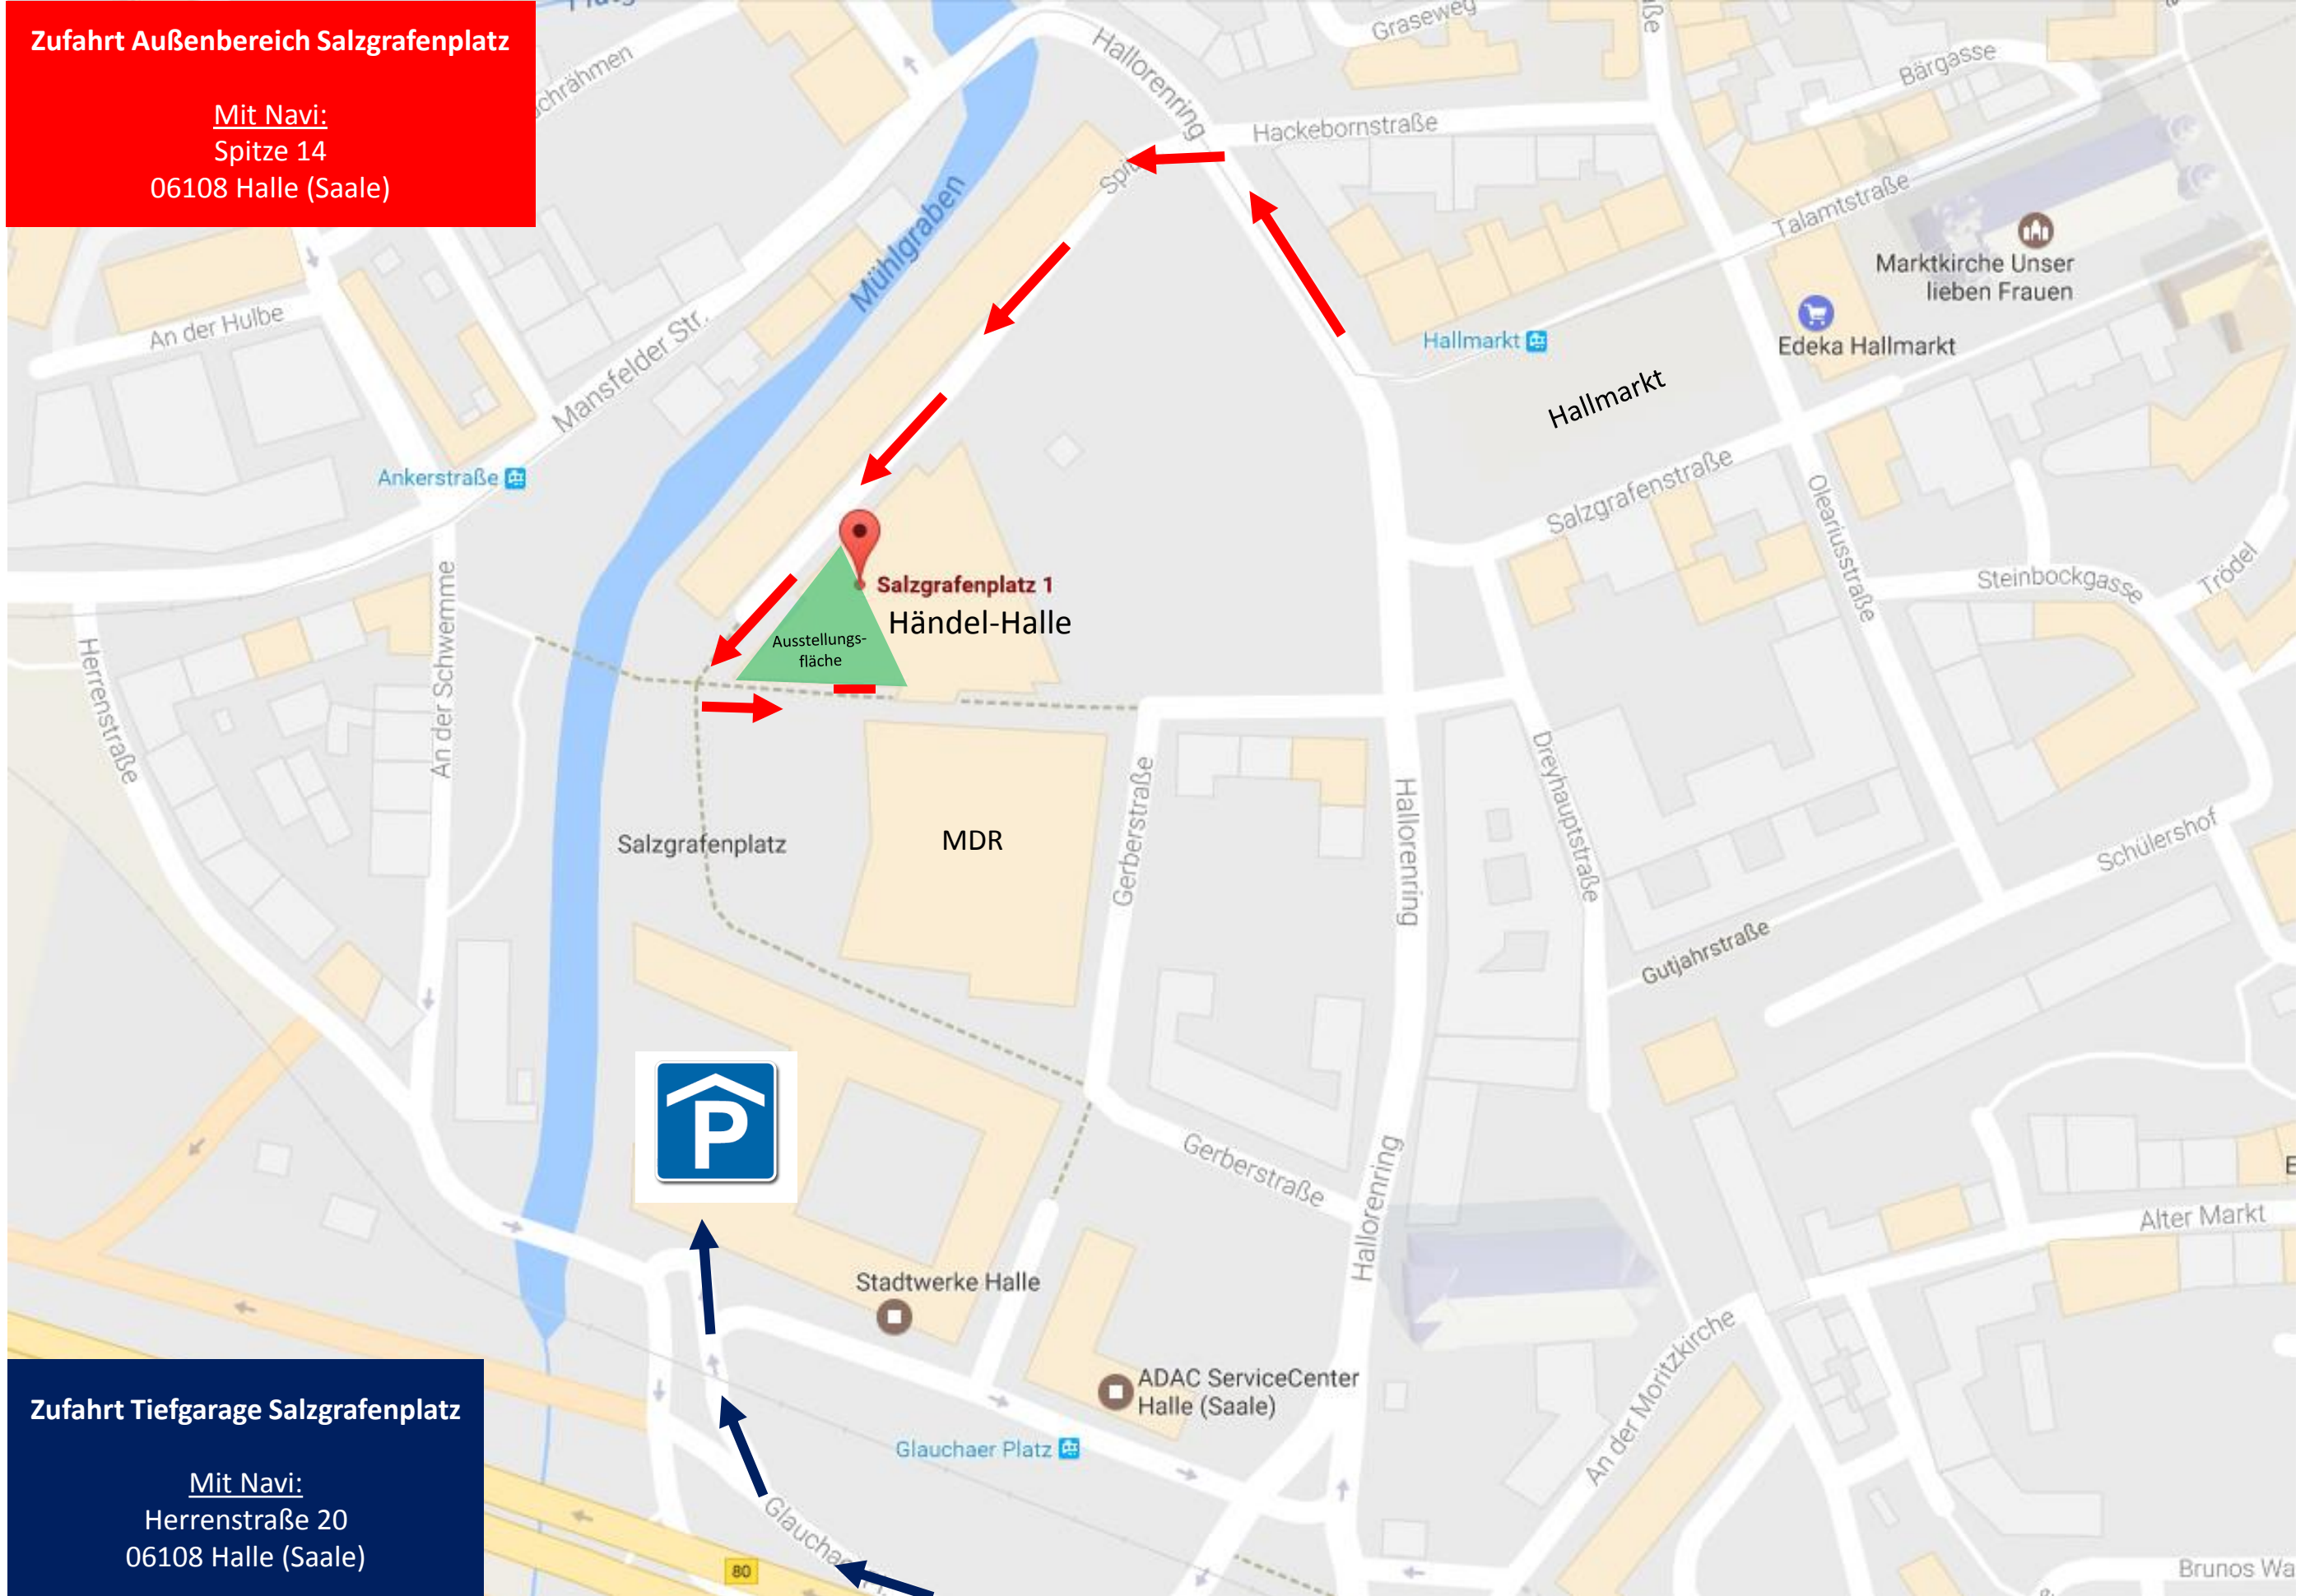 Zufahrt Außenbereich Salzgrafenplatz
Mit Navi:
Spitze 14
06108 Halle (Saale)
Graseweg
Hallorenring
Bärgasse
Hackebornstraße
Talamtstraße
Mühlgraben
Marktkirche Unser
lieben Frauen
An der Hulbe
Mansfelder Str.
Hallmarkt
Edeka Hallmarkt
Hallmarkt
Ankerstraße
Salzgrafenstraße
Oleariusstraße
Salzgrafenplatz 1
Händel-Halle
Ausstellungs-
fläche
Steinbockgasse
Trödel
Herrenstraße
An der Schwemme
Dreyhauptstraße
Gerberstraße
Hallorenring
Salzgrafenplatz
MDR
Schülershof
Gutjahrstraße
P
Gerberstraße
Hallorenring
Alter Markt
Stadtwerke Halle
ADAC ServiceCenter
Halle (Saale)
An der Moritzkirche
Glauchaer Platz
Zufahrt Tiefgarage Salzgrafenplatz
Mit Navi:
Herrenstraße 20
06108 Halle (Saale)
80
Brunos Wa